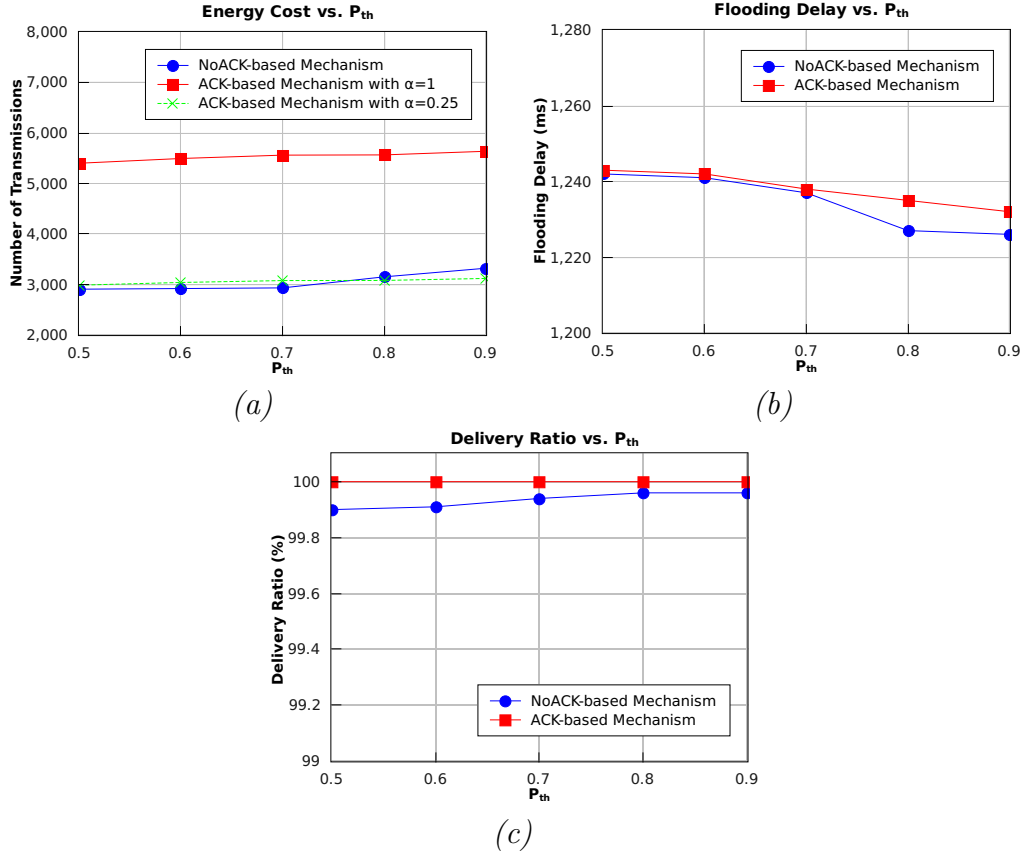 Energy Cost vs. Pth
8,000
7,000
6,000
5,000
4,000
3,000
2,000
Number of Transmissions
NoACK-based Mechanism
ACK-based Mechanism with α=1
ACK-based Mechanism with α=0.25
0.5 0.6 0.7 0.8 0.9
Pth
(a)
Flooding Delay vs. Pth
1,280
1,260
1,240
1,220
1,200
Flooding Delay (ms)
NoACK-based Mechanism
ACK-based Mechanism
0.5 0.6 0.7 0.8 0.9
Pth
(b)
Delivery Ratio vs. Pth
100
99.8
99.6
99.4
99.2
99
Delivery Ratio (%)
NoACK-based Mechanism
ACK-based Mechanism
0.5 0.6 0.7 0.8 0.9
Pth
(c)